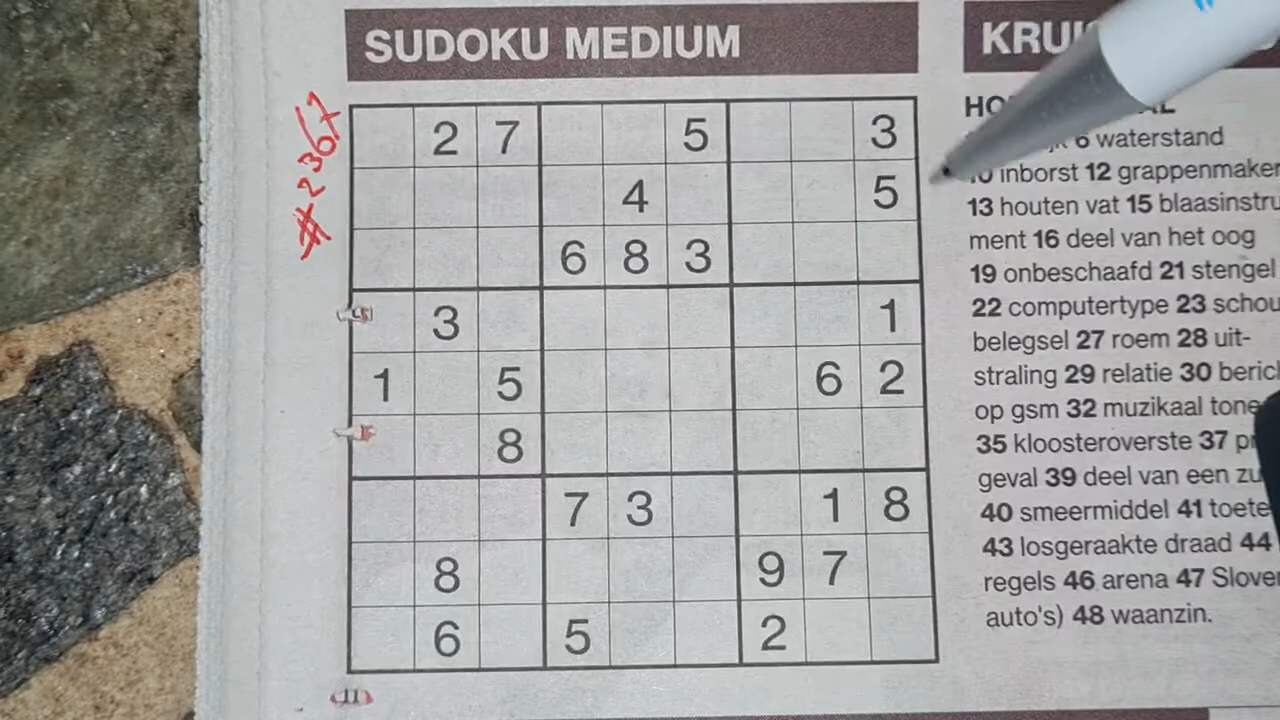 SUDOKU MEDIUM
#2367
2 7 5 3
4 5
6 8 3
3 1
1 5 6 2
8
7 3 1 8
8 9 7
6 5 2
KRUI
HO
6 waterstand
10 inborst 12 grappenmaker
13 houten vat 15 blaasinstru
ment 16 deel van het oog
19 onbeschaafd 21 stengel
22 computertype 23 schou
belegsel 27 roem 28 uit-
straling 29 relatie 30 beric
op gsm 32 muzikaal tone
35 kloosteroverste 37 p
geval 39 deel van een zu
40 smeermiddel 41 toete
43 losgeraakte draad 44
regels 46 arena 47 Slove
auto's) 48 waanzin.